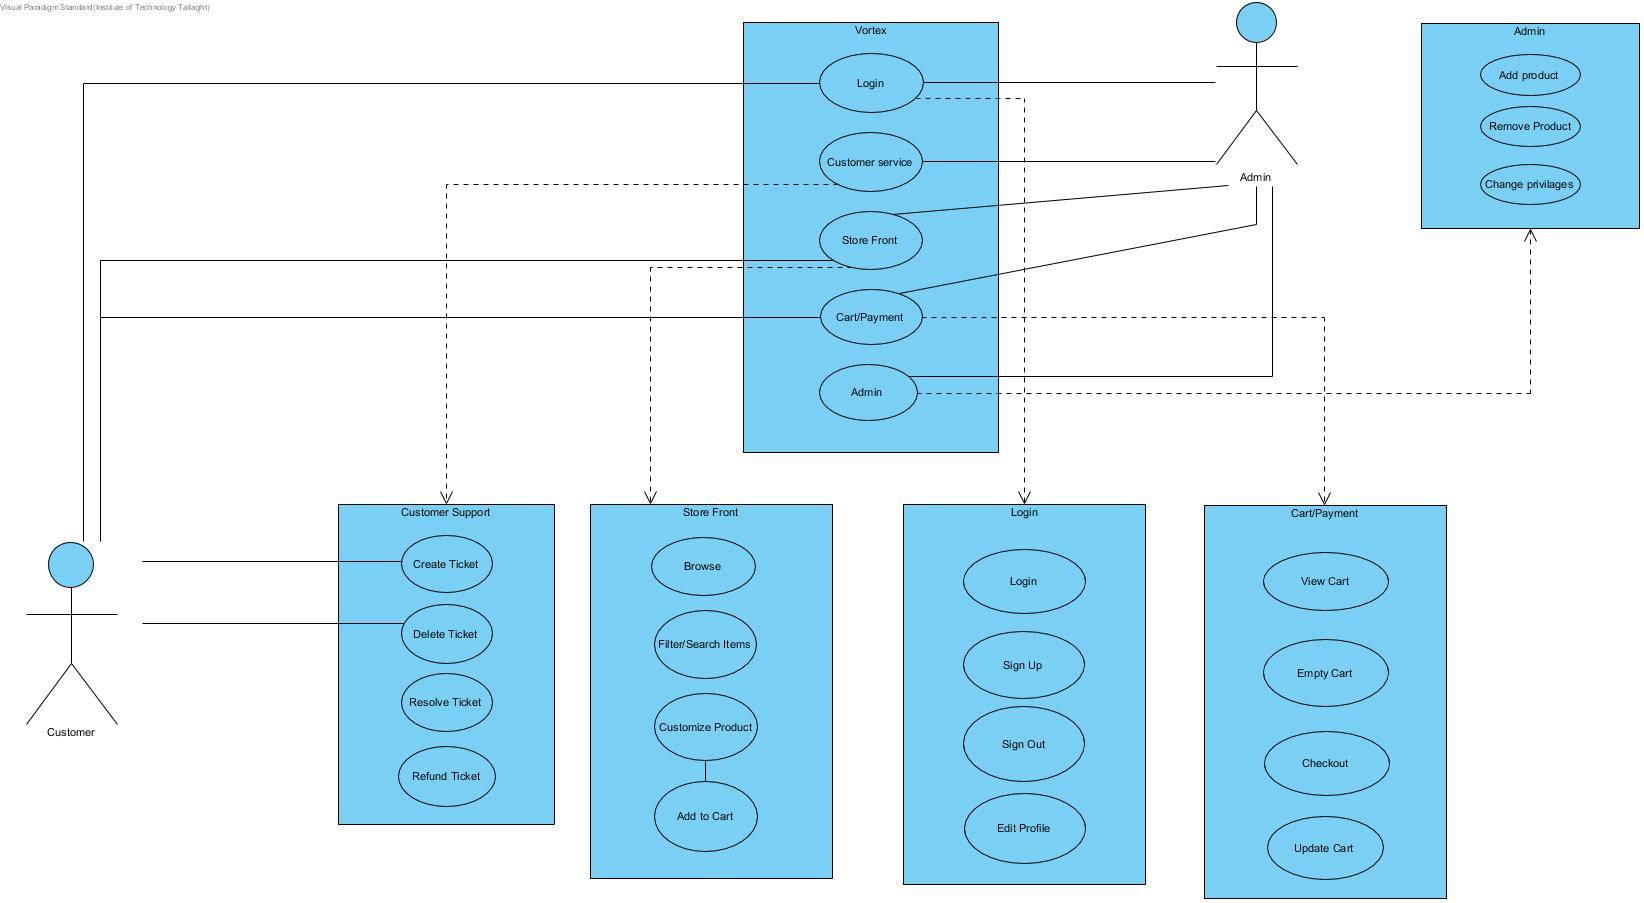 Visual Paradigm Standard(Institute of Technology Tallaght)
Vortex
Login
Customer service
Store Front
Cart/Payment
Admin
Admin
Admin
Add product
Remove Product
Change privilages
Customer
Customer Support
Create Ticket
Delete Ticket
Resolve Ticket
Refund Ticket
Store Front
Browse
Filter/Search Items
Customize Product
Add to Cart
Login
Login
Sign Up
Sign Out
Edit Profile
Cart/Payment
View Cart
Empty Cart
Checkout
Update Cart